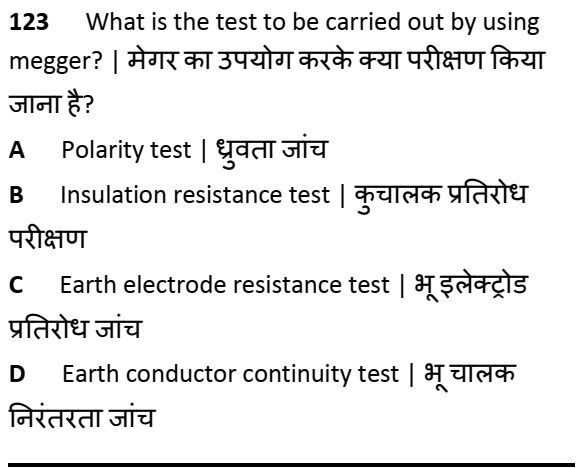 123 What is the test to be carried out by using
megger? | मेगर का उपयोग करके क्या परीक्षण किया
जाना है?
A Polarity test | ध्रुवता जांच
B Insulation resistance test | कुचालक प्रतिरोध
परीक्षण
C Earth electrode resistance test | भू इलेक्ट्रोड
प्रतिरोध जांच
D Earth conductor continuity test | भू चालक
निरंतरता जांच